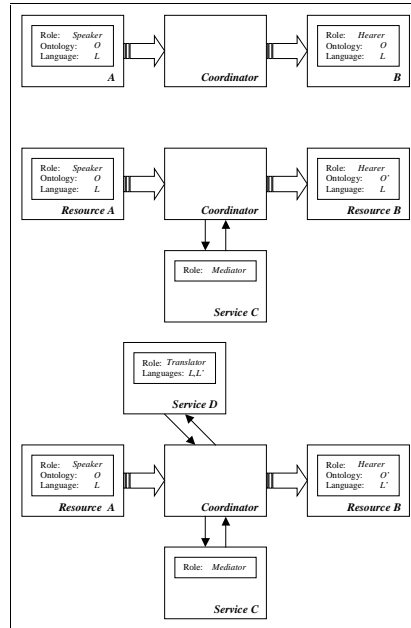 Role: Speaker
Ontology: O
Language: L
A
Coordinator
Role: Hearer
Ontology: O
Language: L
B
Role: Speaker
Ontology: O
Language: L
Resource A
Coordinator
Role: Hearer
Ontology: O'
Language: L
Resource B
Role: Mediator
Service C
Role: Translator
Languages: L,L'
Service D
Role: Speaker
Ontology: O
Language: L
Resource A
Coordinator
Role: Hearer
Ontology: O'
Language: L'
Resource B
Role: Mediator
Service C